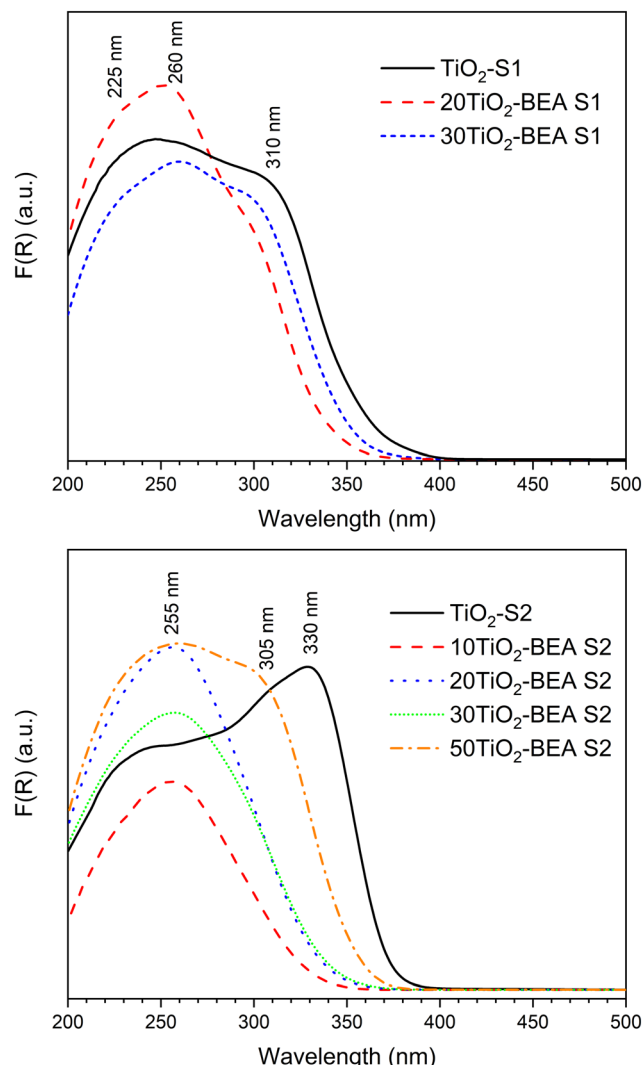 225 nm
260 nm
310 nm
TiO₂-S1
20TiO₂-BEA S1
30TiO₂-BEA S1
F(R) (a.u.)
200 250 300 350 400 450 500
Wavelength (nm)
255 nm
305 nm
330 nm
TiO₂-S2
10TiO₂-BEA S2
20TiO₂-BEA S2
30TiO₂-BEA S2
50TiO₂-BEA S2
F(R) (a.u.)
200 250 300 350 400 450 500
Wavelength (nm)